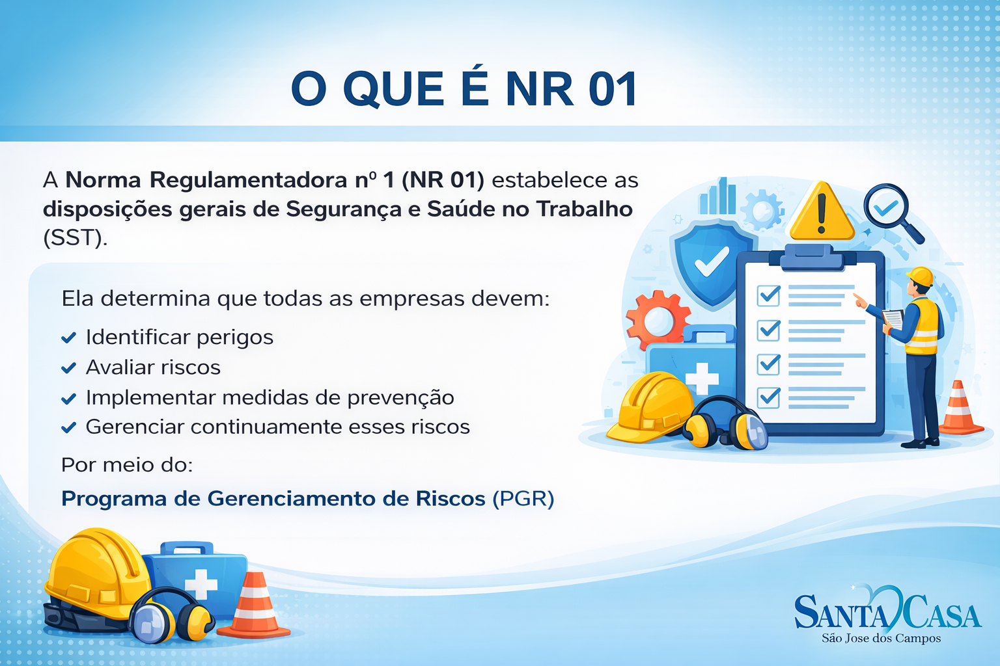 O QUE É NR 01
A Norma Regulamentadora nº 1 (NR 01) estabelece as
disposições gerais de Segurança e Saúde no Trabalho
(SST).
Ela determina que todas as empresas devem:
Identificar perigos
Avaliar riscos
Implementar medidas de prevenção
Gerenciar continuamente esses riscos
Por meio do:
Programa de Gerenciamento de Riscos (PGR)
SANTA CASA
São Jose dos Campos